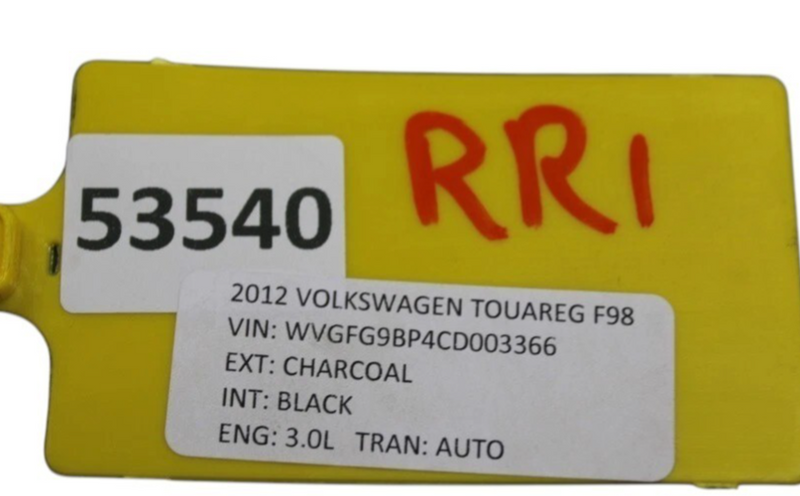 RR1
53540
2012 VOLKSWAGEN TOUAREG F98
VIN: WVGFG9BP4CD003366
EXT: CHARCOAL
INT: BLACK
ENG: 3.0L TRAN: AUTO